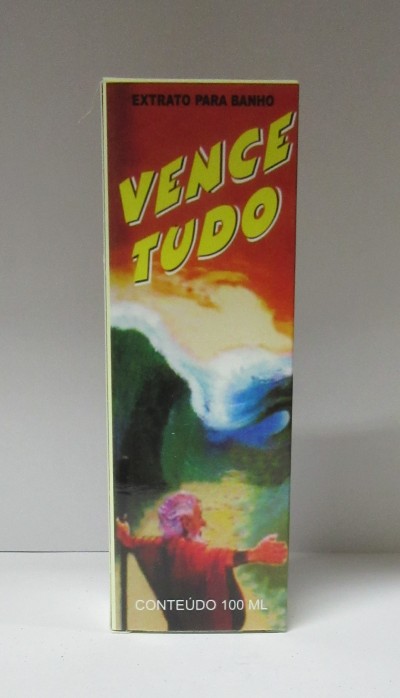 EXTRATO PARA BANHO
VENCE
TUDO
CONTEÚDO 100 ML